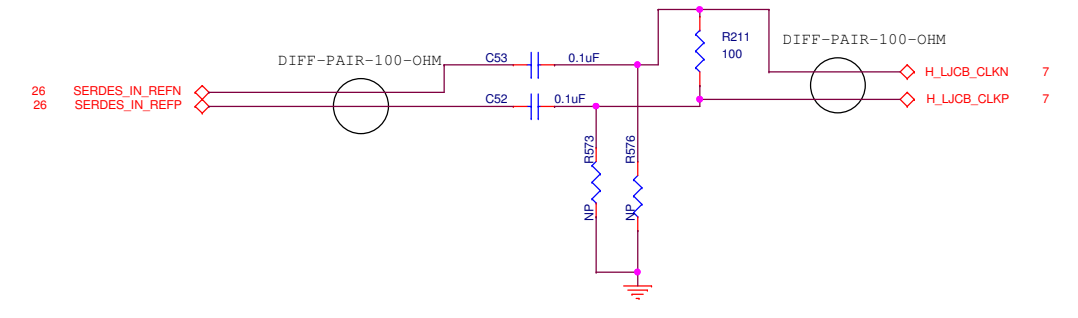 R211
100
DIFF-PAIR-100-OHM
DIFF-PAIR-100-OHM
C53
0.1uF
H_LJCB_CLKN 7
26 SERDES_IN_REFN
26 SERDES_IN_REFP
C52
0.1uF
H_LJCB_CLKP 7
R573
R576
NP
NP